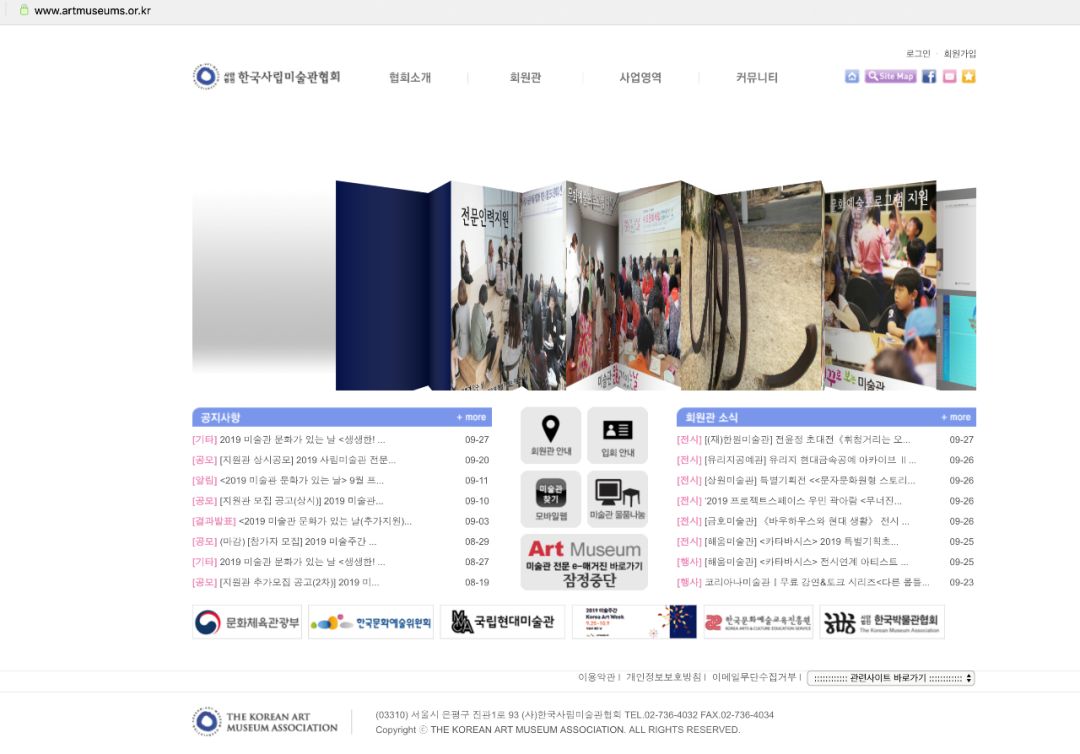 www.artmuseums.or.kr
로그인 회원가입
사단법인 한국사립미술관협회 협회소개 회원관 사업영역 커뮤니티 Site Map
전문인력지원
문화예술프로그램 지원
꾸로 보는 미술관
공지사항 + more
[기타] 2019 미술관 문화가 있는 날 <생생한! ... 09-27
[공모] [지원관 상시공모] 2019 사립미술관 전문... 09-20
[알림] <2019 미술관 문화가 있는 날> 9월 프... 09-11
[공모] [지원관 모집 공고(상시)] 2019 미술관... 09-10
[결과발표] <2019 미술관 문화가 있는 날(추가지원)... 09-03
[공모] (마감) [참가자 모집] 2019 미술주간 ... 08-29
[기타] 2019 미술관 문화가 있는 날 <생생한! ... 08-27
[공모] [지원관 추가모집 공고(2차)] 2019 미... 08-19
회원관 안내
입회 안내
미술관 찾기
모바일웹
미술관 물품나눔
Art Museum
미술관 전문 e-매거진 바로가기
잠정중단
회원관 소식 + more
[전시] [(재)한원미술관] 전윤정 초대전《휘청거리는 오... 09-27
[전시] [유리지공예관] 유리지 현대금속공예 아카이브 Ⅱ ... 09-26
[전시] [상원미술관] 특별기획전 <<문자문화원형 스토리... 09-26
[전시] '2019 프로젝트스페이스 우민 곽아람 <무너진... 09-26
[전시] [금호미술관] 《바우하우스와 현대 생활》 전시 ... 09-26
[전시] [해움미술관] <카타바시스> 2019 특별기획초... 09-25
[행사] [해움미술관] <카타바시스> 전시연계 아티스트 ... 09-25
[행사] 코리아나미술관ㅣ무료 강연&토크 시리즈<다른 몸들... 09-23
문화체육관광부
한국문화예술위원회
국립현대미술관
2019 미술주간
Korea Art Week
9.25 - 10.9
한국문화예술교육진흥원
KOREA ARTS & CULTURE EDUCATION SERVICE
사단법인 한국박물관협회
The Korean Museum Association
이용약관 l 개인정보보호방침 l 이메일무단수집거부 l :::::::::::: 관련사이트 바로가기 ::::::::::::
THE KOREAN ART
MUSEUM ASSOCIATION
(03310) 서울시 은평구 진관1로 93 (사)한국사립미술관협회 TEL.02-736-4032 FAX.02-736-4034
Copyright ⓒ THE KOREAN ART MUSEUM ASSOCIATION. ALL RIGHTS RESERVED.